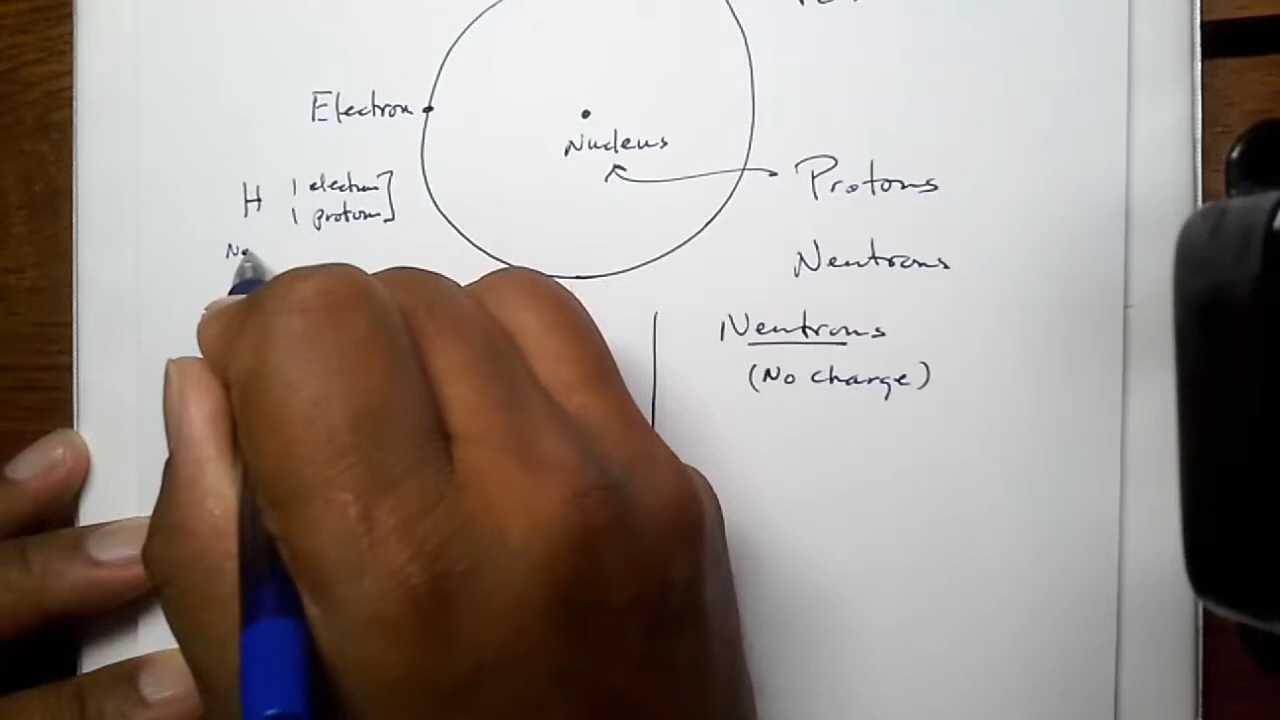 Electron
Nucleus
Protons
H 1 electron
1 proton
Neutrons
Neutrons
(No charge)